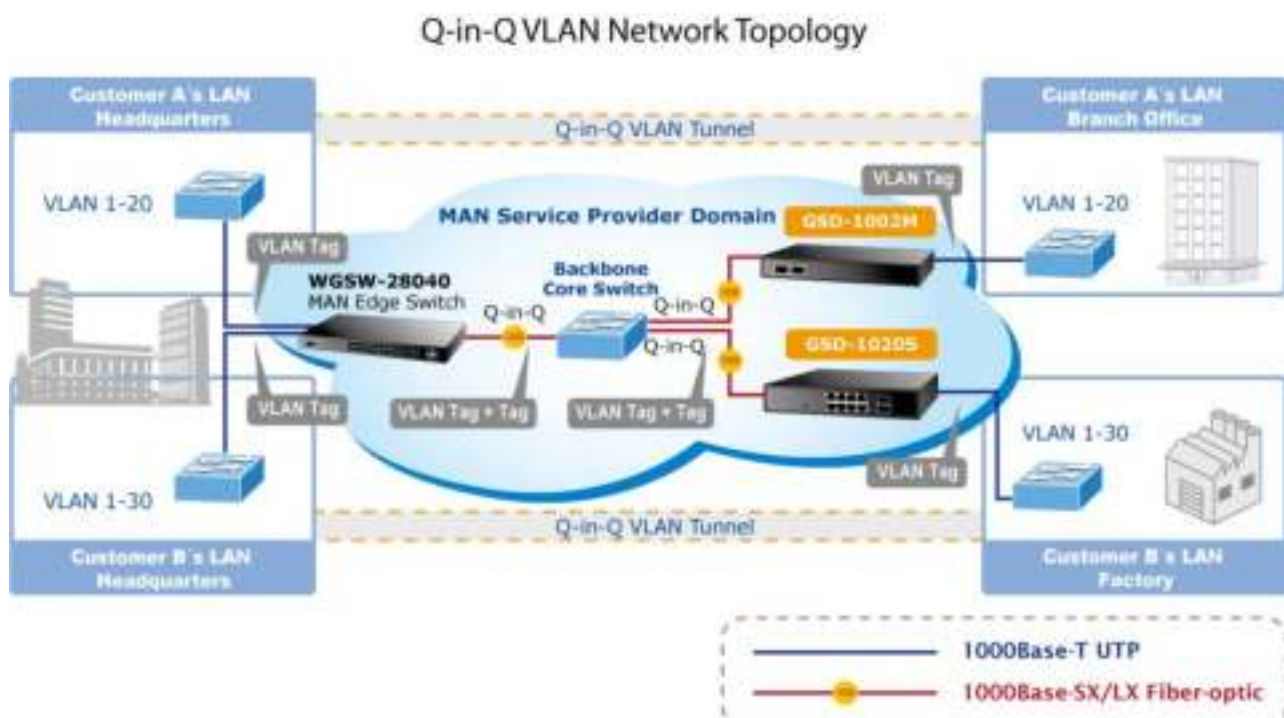 Q-in-Q VLAN Network Topology
Customer A's LAN
Headquarters
Customer A's LAN
Branch Office
Q-in-Q VLAN Tunnel
VLAN Tag
VLAN 1-20
MAN Service Provider Domain
GSD-1002M
VLAN 1-20
VLAN Tag
WGSW-28040
MAN Edge Switch
Backbone
Core Switch
Q-in-Q
Q-in-Q
Q-in-Q
GSD-1020S
VLAN Tag
VLAN Tag + Tag
VLAN Tag + Tag
VLAN 1-30
VLAN Tag
VLAN 1-30
Q-in-Q VLAN Tunnel
Customer B's LAN
Headquarters
Customer B's LAN
Factory
1000Base-T UTP
1000Base-SX/LX Fiber-optic